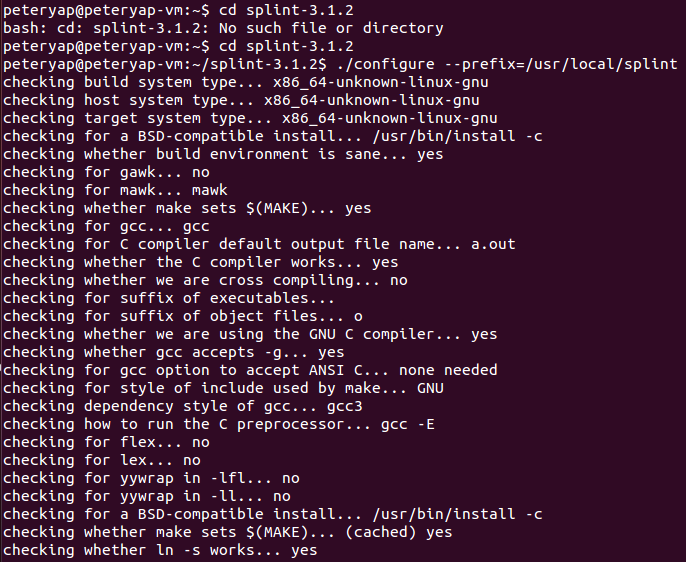 peteryap@peteryap-vm:~$ cd splint-3.1.2
bash: cd: splint-3.1.2: No such file or directory
peteryap@peteryap-vm:~$ cd splint-3.1.2
peteryap@peteryap-vm:~/splint-3.1.2$ ./configure --prefix=/usr/local/splint
checking build system type... x86_64-unknown-linux-gnu
checking host system type... x86_64-unknown-linux-gnu
checking target system type... x86_64-unknown-linux-gnu
checking for a BSD-compatible install... /usr/bin/install -c
checking whether build environment is sane... yes
checking for gawk... no
checking for mawk... mawk
checking whether make sets $(MAKE)... yes
checking for gcc... gcc
checking for C compiler default output file name... a.out
checking whether the C compiler works... yes
checking whether we are cross compiling... no
checking for suffix of executables...
checking for suffix of object files... o
checking whether we are using the GNU C compiler... yes
checking whether gcc accepts -g... yes
checking for gcc option to accept ANSI C... none needed
checking for style of include used by make... GNU
checking dependency style of gcc... gcc3
checking how to run the C preprocessor... gcc -E
checking for flex... no
checking for lex... no
checking for yywrap in -lfl... no
checking for yywrap in -ll... no
checking for a BSD-compatible install... /usr/bin/install -c
checking whether make sets $(MAKE)... (cached) yes
checking whether ln -s works... yes